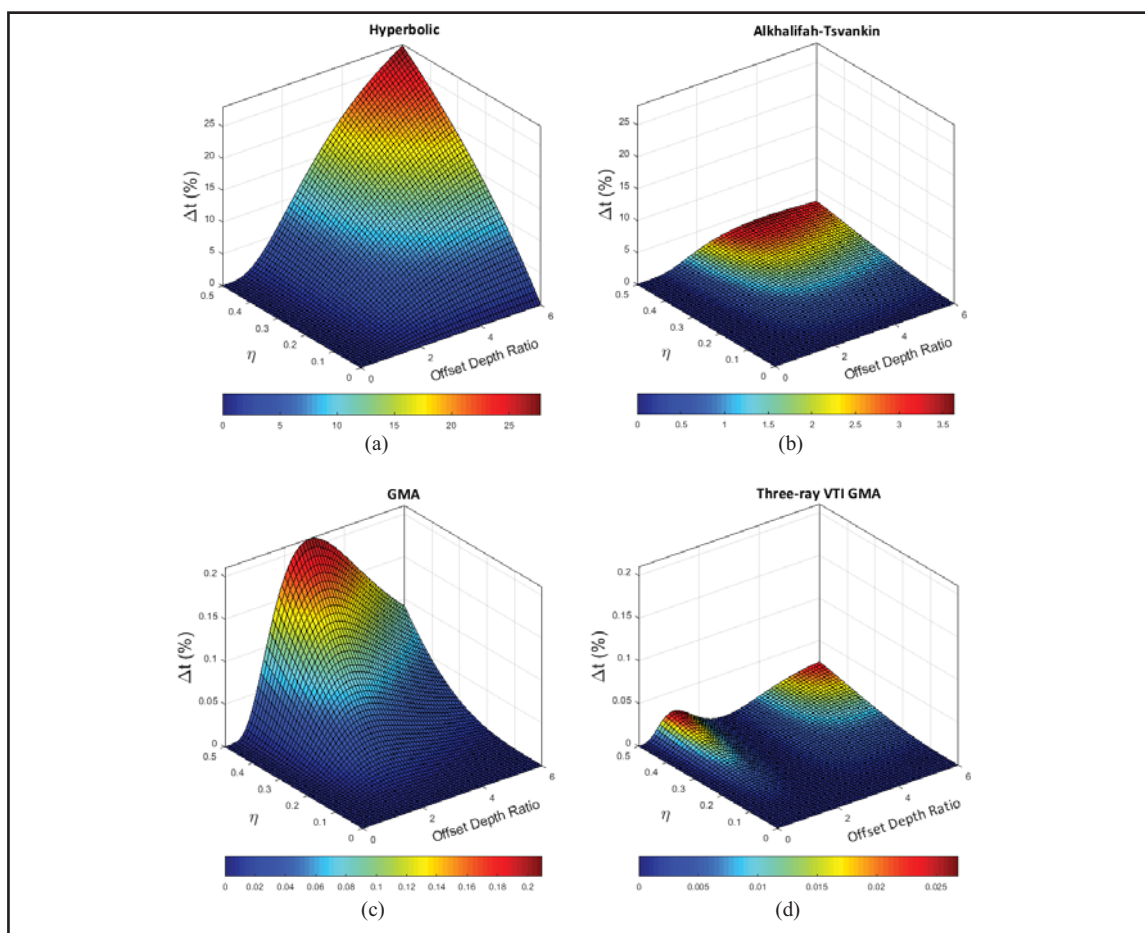 Hyperbolic
Δt (%)
25
20
15
10
5
0
0.5
0.4
0.3
0.2
0.1
0
η
0
2
4
6
Offset Depth Ratio
0 5 10 15 20 25
(a)
Alkhalifah-Tsvankin
Δt (%)
25
20
15
10
5
0
0.5
0.4
0.3
0.2
0.1
0
η
0
2
4
6
Offset Depth Ratio
0 0.5 1 1.5 2 2.5 3 3.5
(b)
GMA
Δt (%)
0.2
0.15
0.1
0.05
0
0.5
0.4
0.3
0.2
0.1
0
η
0
2
4
6
Offset Depth Ratio
0 0.02 0.04 0.06 0.08 0.1 0.12 0.14 0.16 0.18 0.2
(c)
Three-ray VTI GMA
Δt (%)
0.2
0.15
0.1
0.05
0
0.5
0.4
0.3
0.2
0.1
0
η
0
2
4
6
Offset Depth Ratio
0 0.005 0.01 0.015 0.02 0.025
(d)